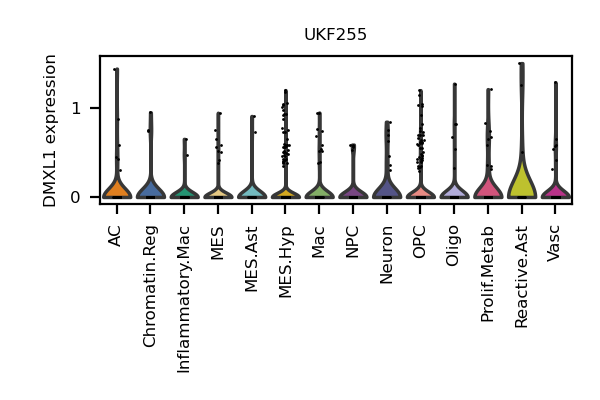 UKF255
DMXL1 expression
1
0
AC
Chromatin.Reg
Inflammatory.Mac
MES
MES.Ast
MES.Hyp
Mac
NPC
Neuron
OPC
Oligo
Prolif.Metab
Reactive.Ast
Vasc